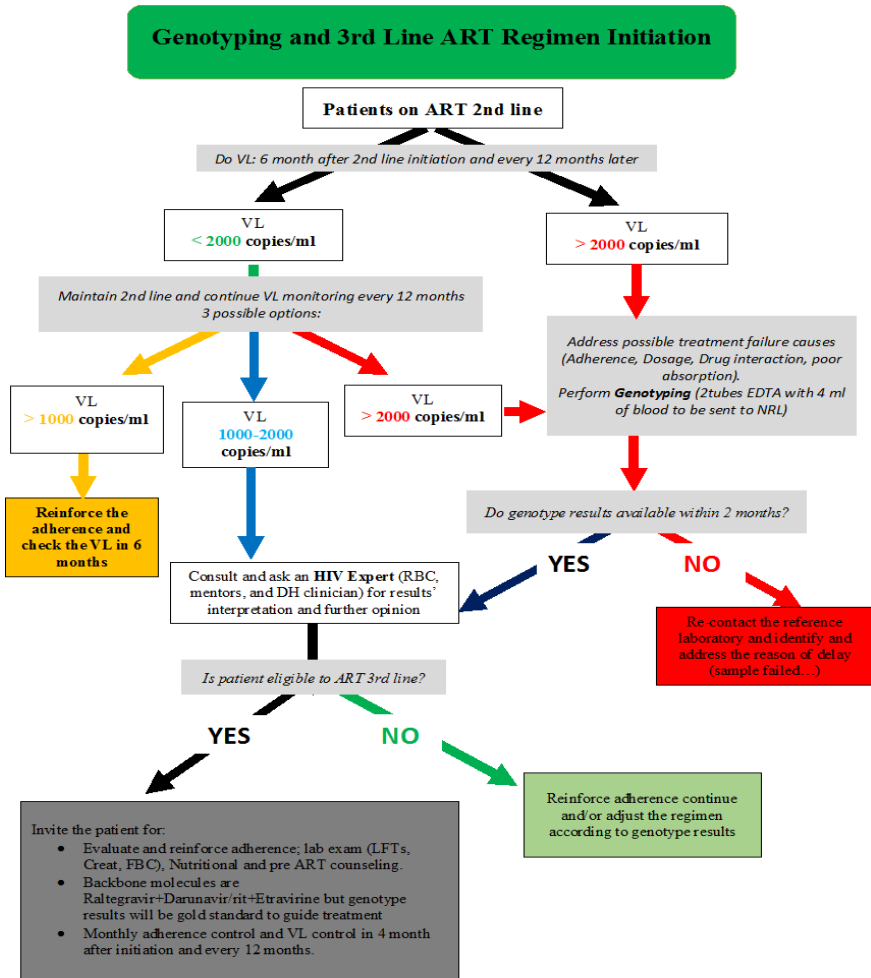 Genotyping and 3rd Line ART Regimen Initiation
Patients on ART 2nd line
Do VL: 6 month after 2nd line initiation and every 12 months later
VL
< 2000 copies/ml
VL
> 2000 copies/ml
Maintain 2nd line and continue VL monitoring every 12 months
3 possible options:
Address possible treatment failure causes
(Adherence, Dosage, Drug interaction, poor
absorption).
Perform Genotyping (2tubes EDTA with 4 ml
of blood to be sent to NRL)
VL
> 1000 copies/ml
VL
1000-2000
copies/ml
VL
> 2000 copies/ml
Reinforce the
adherence and
check the VL in 6
months
Do genotype results available within 2 months?
YES
NO
Consult and ask an HIV Expert (RBC,
mentors, and DH clinician) for results’
interpretation and further opinion
Re-contact the reference
laboratory and identify and
address the reason of delay
(sample failed…)
Is patient eligible to ART 3rd line?
YES
NO
Invite the patient for:
• Evaluate and reinforce adherence; lab exam (LFTs,
Creat, FBC), Nutritional and pre ART counseling.
• Backbone molecules are
Raltegravir+Darunavir/rit+Etravirine but genotype
results will be gold standard to guide treatment
• Monthly adherence control and VL control in 4 month
after initiation and every 12 months.
Reinforce adherence continue
and/or adjust the regimen
according to genotype results